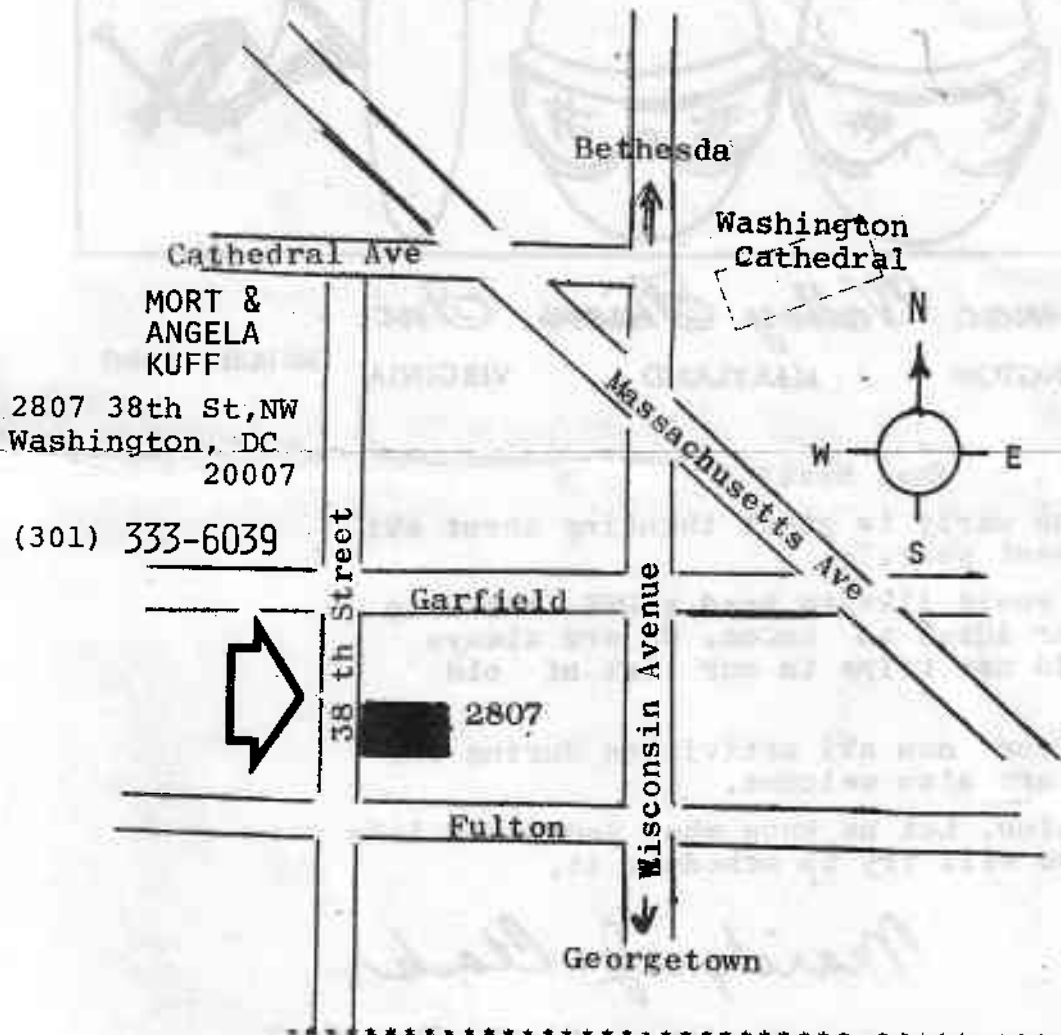 Bethesda
Washington
Cathedral
Cathedral Ave
MORT &
ANGELA
KUFF
2807 38th St,NW
Washington, DC
20007
(301) 333-6039
N
W
E
S
Massachusetts Ave
38 th Street
Garfield
Wisconsin Avenue
2807
Fulton
Georgetown